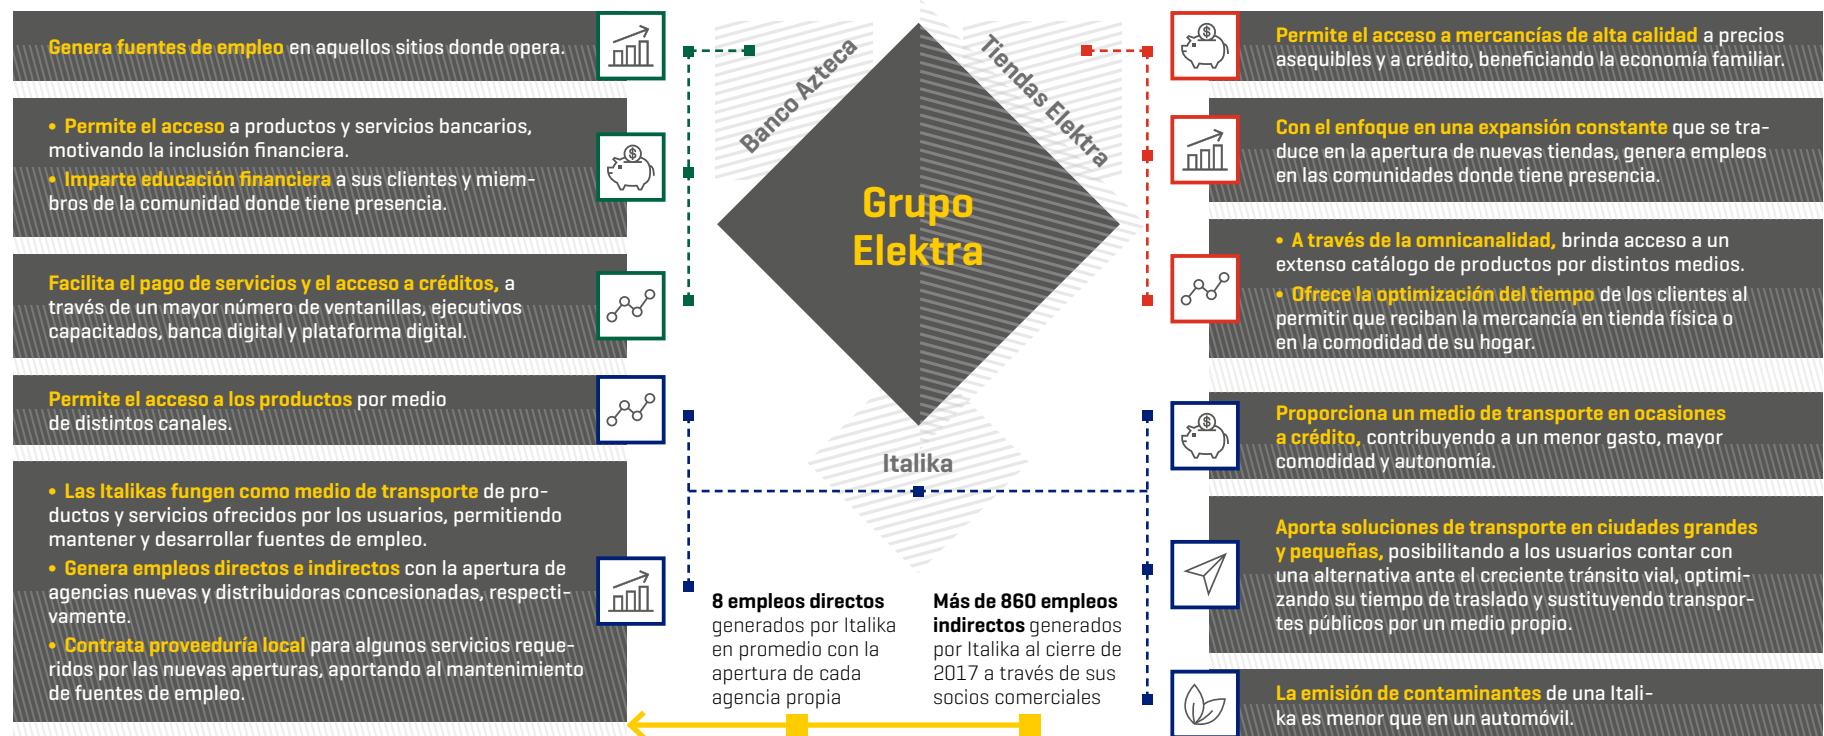 Genera fuentes de empleo en aquellos sitios donde opera.
• Permite el acceso a productos y servicios bancarios,
motivando la inclusión financiera.
• Imparte educación financiera a sus clientes y miem-
bros de la comunidad donde tiene presencia.
Facilita el pago de servicios y el acceso a créditos, a
través de un mayor número de ventanillas, ejecutivos
capacitados, banca digital y plataforma digital.
Permite el acceso a los productos por medio
de distintos canales.
• Las Italikas fungen como medio de transporte de pro-
ductos y servicios ofrecidos por los usuarios, permitiendo
mantener y desarrollar fuentes de empleo.
• Genera empleos directos e indirectos con la apertura de
agencias nuevas y distribuidoras concesionadas, respecti-
vamente.
• Contrata proveeduría local para algunos servicios reque-
ridos por las nuevas aperturas, aportando al mantenimiento
de fuentes de empleo.
Banco Azteca
Tiendas Elektra
Grupo
Elektra
Italika
8 empleos directos
generados por Italika
en promedio con la
apertura de cada
agencia propia
Más de 860 empleos
indirectos generados
por Italika al cierre de
2017 a través de sus
socios comerciales
Permite el acceso a mercancías de alta calidad a precios
asequibles y a crédito, beneficiando la economía familiar.
Con el enfoque en una expansión constante que se tra-
duce en la apertura de nuevas tiendas, genera empleos
en las comunidades donde tiene presencia.
• A través de la omnicanalidad, brinda acceso a un
extenso catálogo de productos por distintos medios.
• Ofrece la optimización del tiempo de los clientes al
permitir que reciban la mercancía en tienda física o
en la comodidad de su hogar.
Proporciona un medio de transporte en ocasiones
a crédito, contribuyendo a un menor gasto, mayor
comodidad y autonomía.
Aporta soluciones de transporte en ciudades grandes
y pequeñas, posibilitando a los usuarios contar con
una alternativa ante el creciente tránsito vial, optimi-
zando su tiempo de traslado y sustituyendo transpor-
tes públicos por un medio propio.
La emisión de contaminantes de una Itali-
ka es menor que en un automóvil.